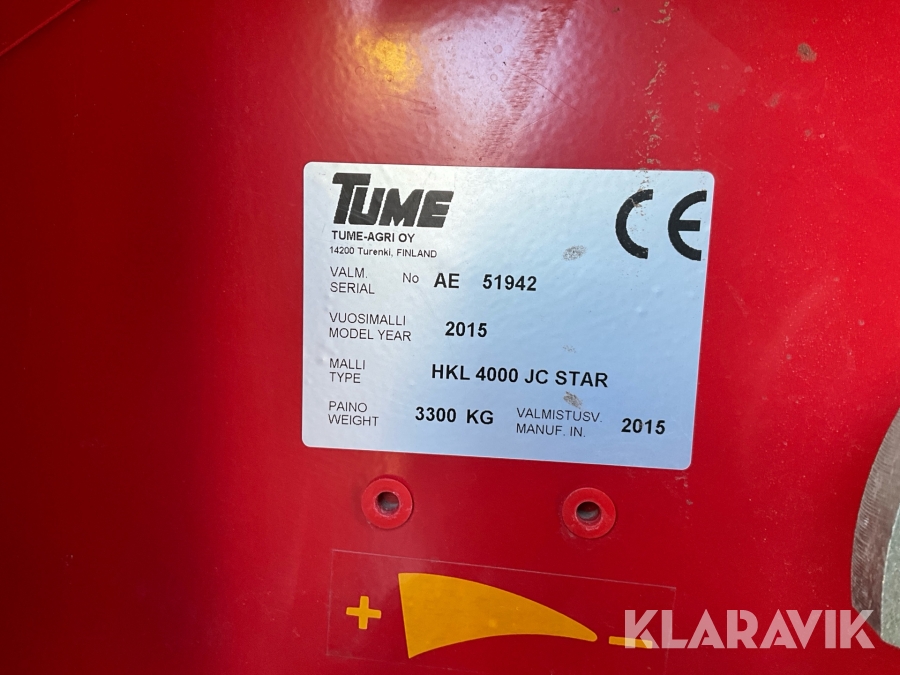 TUME
TUME-AGRI OY
14200 Turenki, FINLAND
CE
VALM. No AE 51942
SERIAL
VUOSIMALLI
MODEL YEAR 2015
MALLI
TYPE HKL 4000 JC STAR
PAINO
WEIGHT 3300 KG
VALMISTUSV.
MANUF. IN. 2015
+ −
KLARAVIK